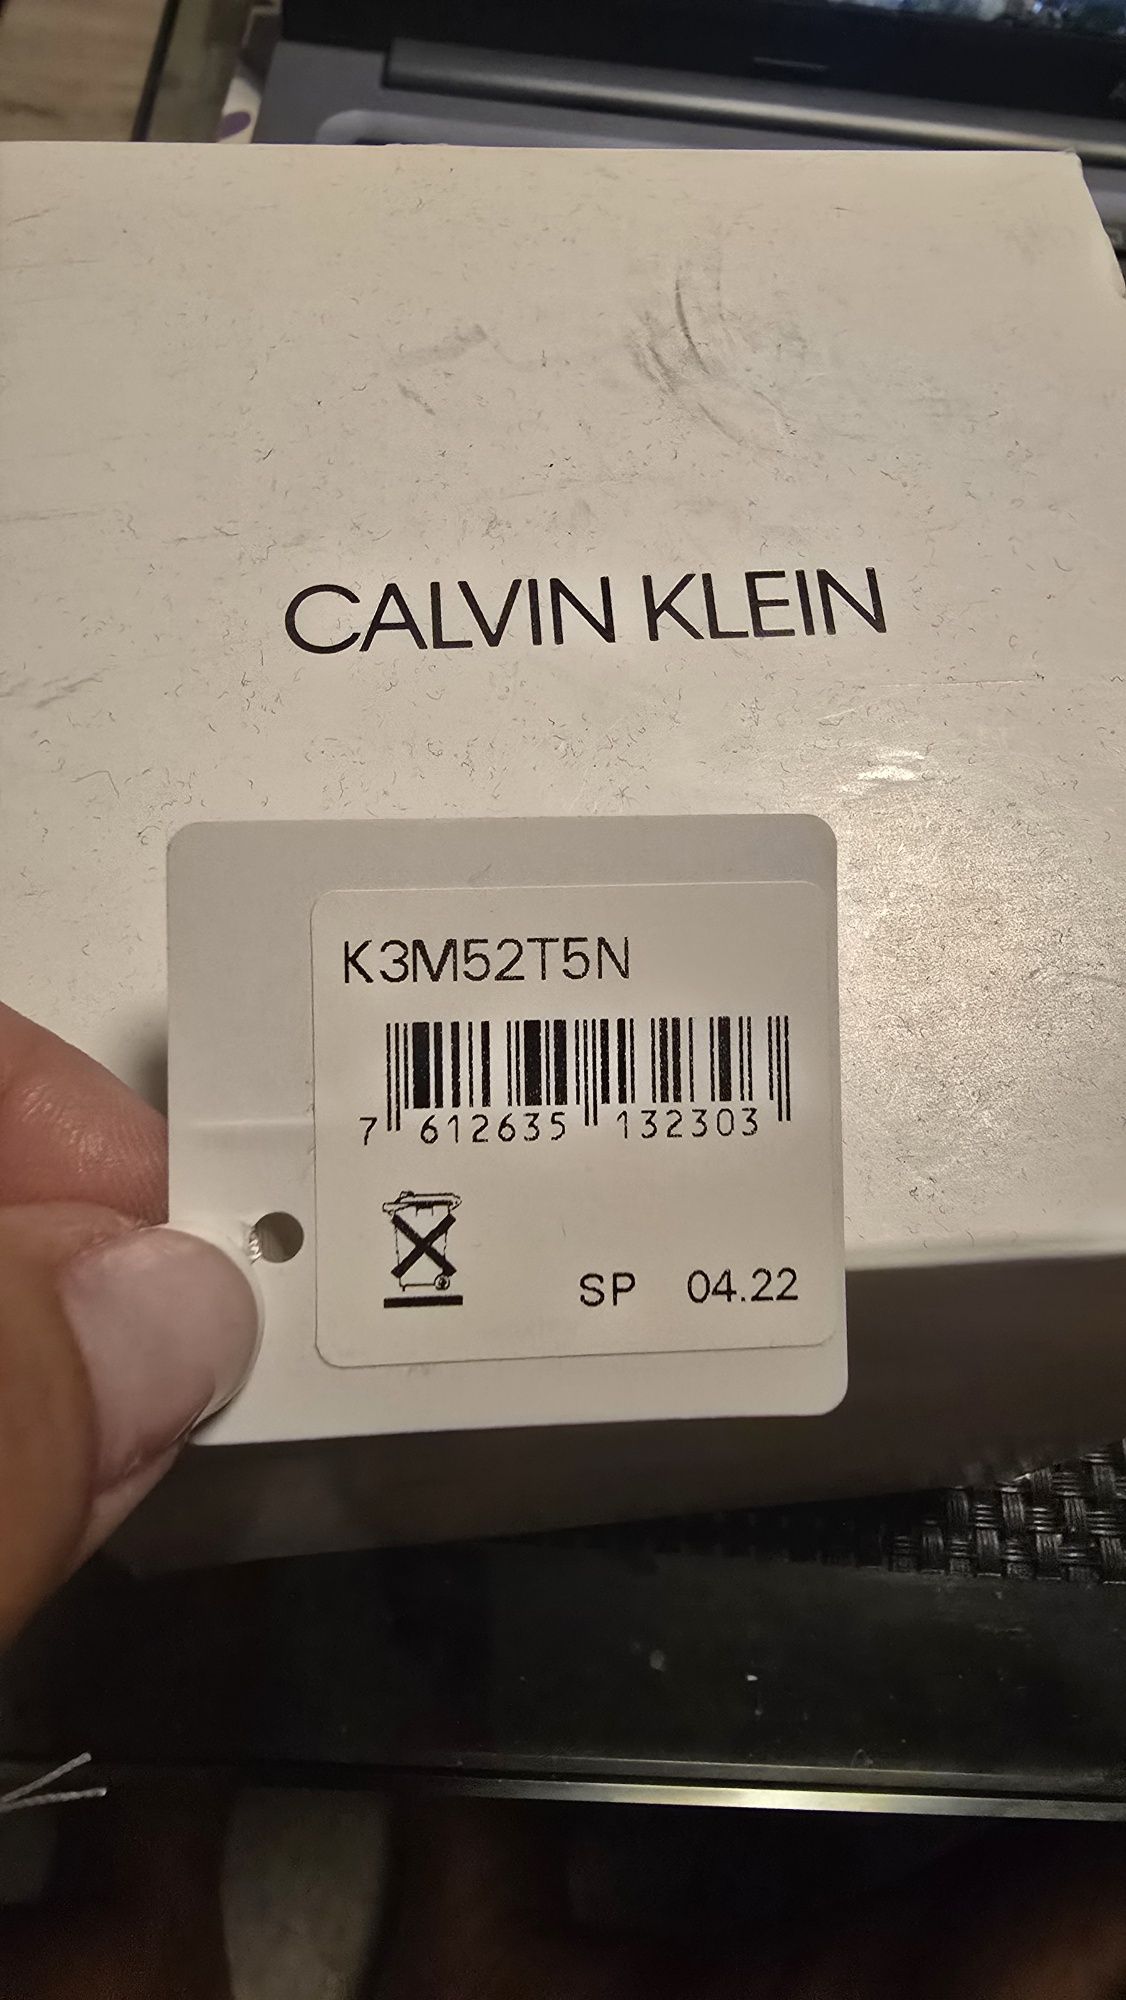 CALVIN KLEIN
K3M52T5N
7 612635 132303
SP 04.22